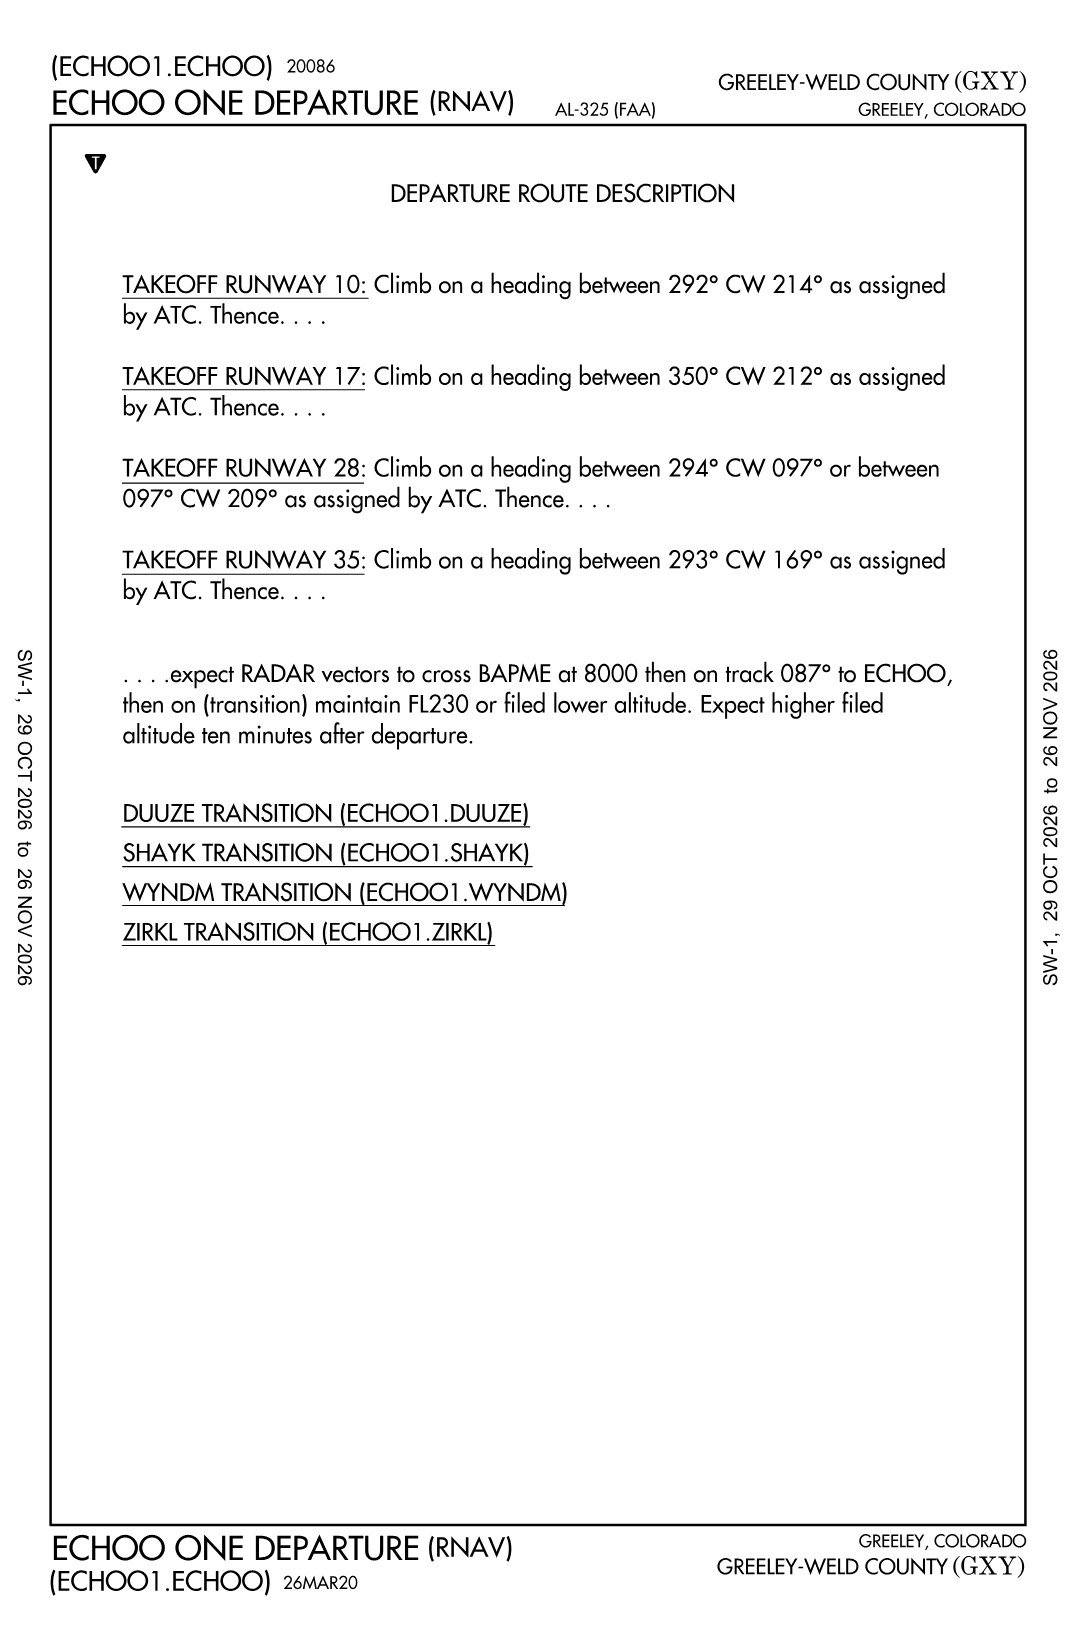 (ECHOO1.ECHOO) 20086
ECHOO ONE DEPARTURE (RNAV)
AL-325 (FAA)
GREELEY-WELD COUNTY (GXY)
GREELEY, COLORADO
T
DEPARTURE ROUTE DESCRIPTION
TAKEOFF RUNWAY 10: Climb on a heading between 292° CW 214° as assigned
by ATC. Thence. . . .
TAKEOFF RUNWAY 17: Climb on a heading between 350° CW 212° as assigned
by ATC. Thence. . . .
TAKEOFF RUNWAY 28: Climb on a heading between 294° CW 097° or between
097° CW 209° as assigned by ATC. Thence. . . .
TAKEOFF RUNWAY 35: Climb on a heading between 293° CW 169° as assigned
by ATC. Thence. . . .
. . . .expect RADAR vectors to cross BAPME at 8000 then on track 087° to ECHOO,
then on (transition) maintain FL230 or filed lower altitude. Expect higher filed
altitude ten minutes after departure.
DUUZE TRANSITION (ECHOO1.DUUZE)
SHAYK TRANSITION (ECHOO1.SHAYK)
WYNDM TRANSITION (ECHOO1.WYNDM)
ZIRKL TRANSITION (ECHOO1.ZIRKL)
SW-1, 29 OCT 2026 to 26 NOV 2026
SW-1, 29 OCT 2026 to 26 NOV 2026
ECHOO ONE DEPARTURE (RNAV)
(ECHOO1.ECHOO) 26MAR20
GREELEY, COLORADO
GREELEY-WELD COUNTY (GXY)